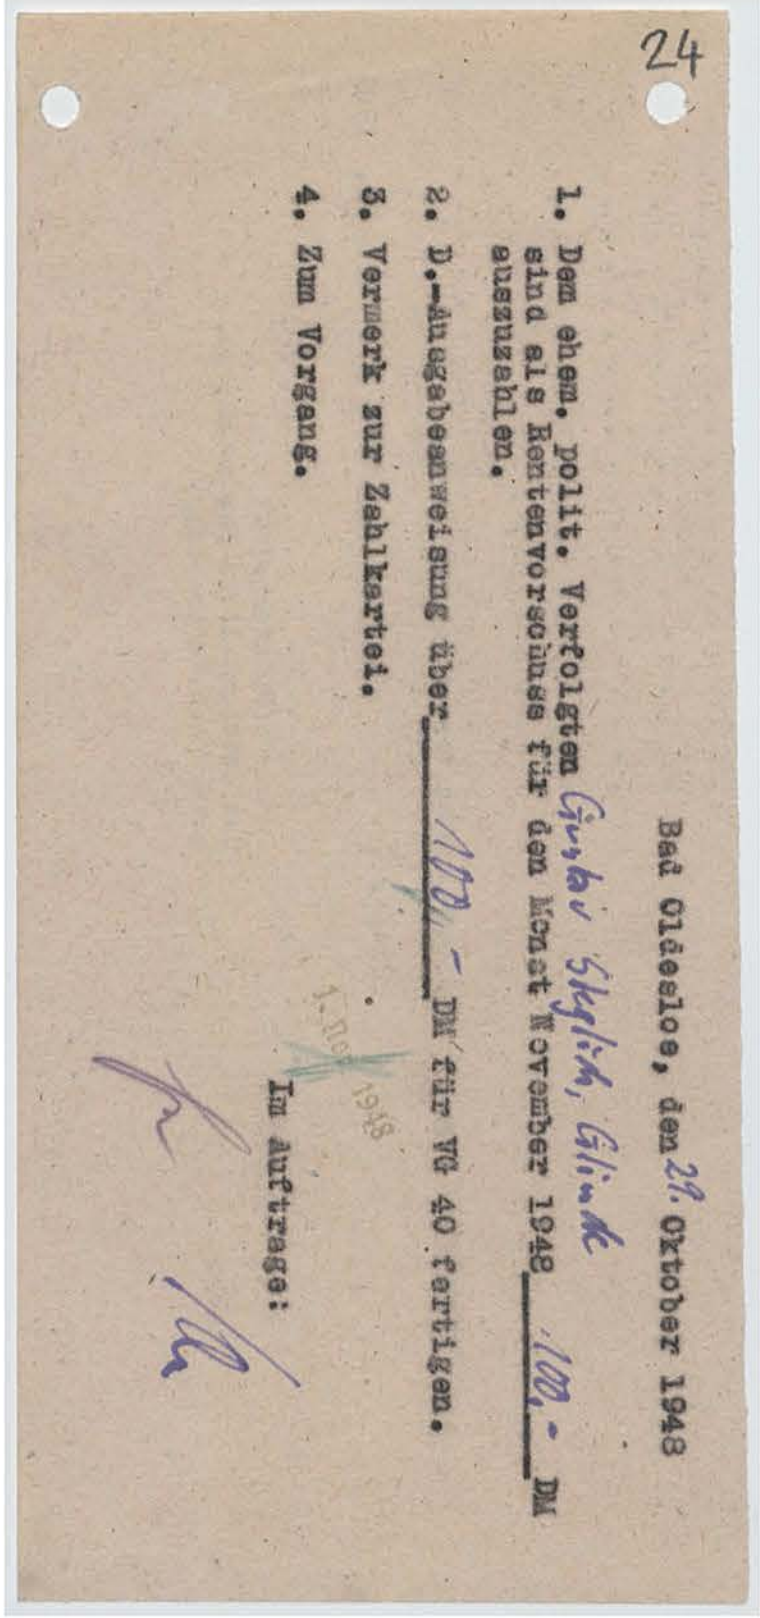 24
Bad Oldesloe, den 29. Oktober 1948
1. Dem ehem. polit. Verfolgten Gustav Steglich, Glinde
sind als Rentenvorschuss für den Monat November 1948 100,- DM
auszuzahlen.
2. D.-Ausgabeanweisung über 100,- DM für VG 40 fertigen.
3. Vermerk zur Zahlkartei.
4. Zum Vorgang.
1. Nov. 1948
Im Auftrage: